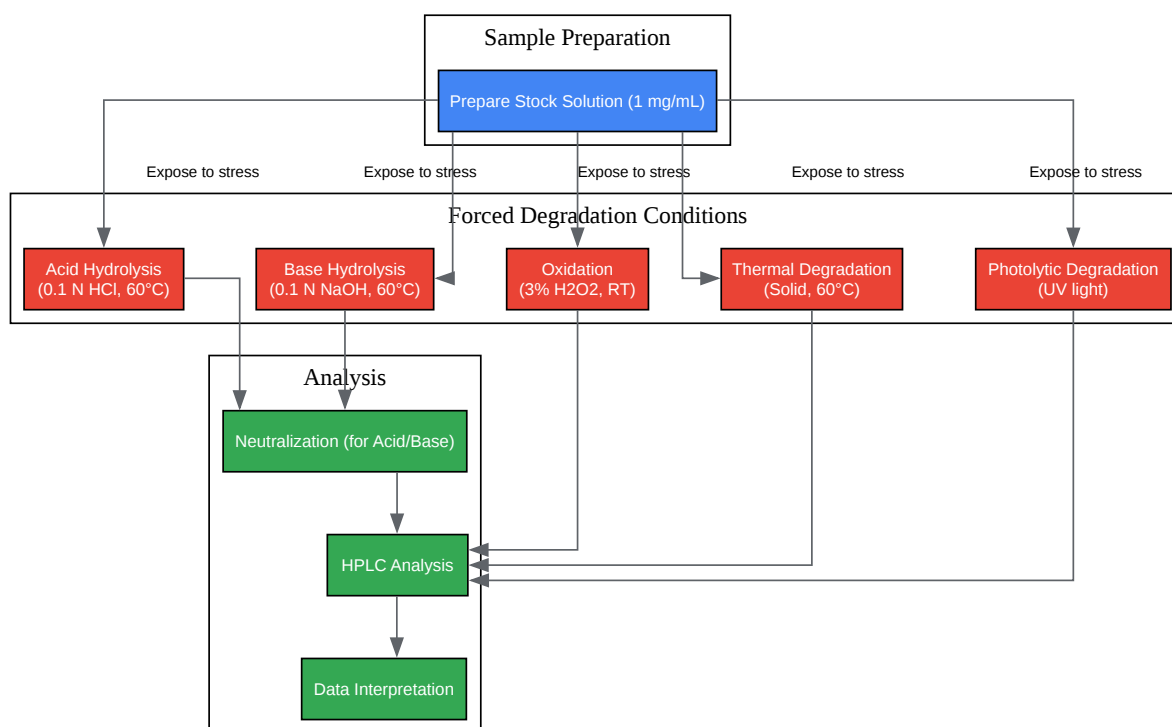 Sample Preparation
Prepare Stock Solution (1 mg/mL)
Expose to stress
Expose to stress
Expose to stress
Expose to stress
Expose to stress
Forced Degradation Conditions
Acid Hydrolysis
(0.1 N HCl, 60°C)
Base Hydrolysis
(0.1 N NaOH, 60°C)
Oxidation
(3% H2O2, RT)
Thermal Degradation
(Solid, 60°C)
Photolytic Degradation
(UV light)
Analysis
Neutralization (for Acid/Base)
HPLC Analysis
Data Interpretation